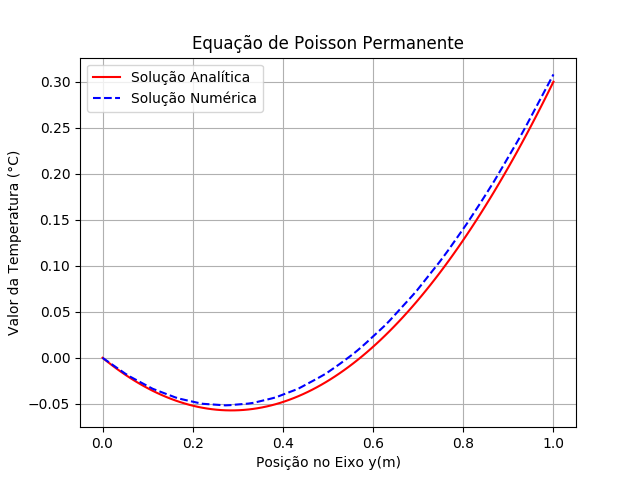 Equação de Poisson Permanente
Solução Analítica
Solução Numérica
Valor da Temperatura (°C)
0.30
0.25
0.20
0.15
0.10
0.05
0.00
−0.05
0.0 0.2 0.4 0.6 0.8 1.0
Posição no Eixo y(m)